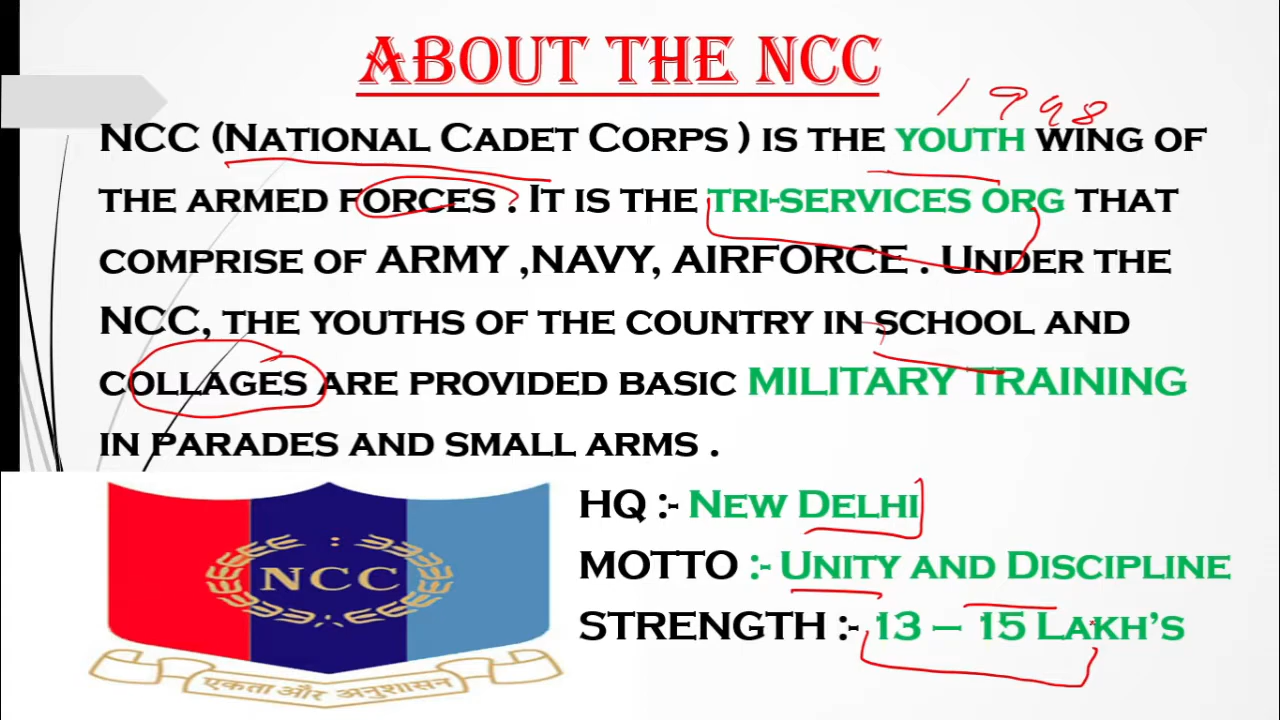 ABOUT THE NCC
1998
NCC (NATIONAL CADET CORPS ) IS THE YOUTH WING OF
THE ARMED FORCES . IT IS THE TRI-SERVICES ORG THAT
COMPRISE OF ARMY ,NAVY, AIRFORCE . UNDER THE
NCC, THE YOUTHS OF THE COUNTRY IN SCHOOL AND
COLLAGES ARE PROVIDED BASIC MILITARY TRAINING
IN PARADES AND SMALL ARMS .
NCC
एकता और अनुशासन
HQ :- NEW DELHI
MOTTO :- UNITY AND DISCIPLINE
STRENGTH :- 13 – 15 LAKH'S